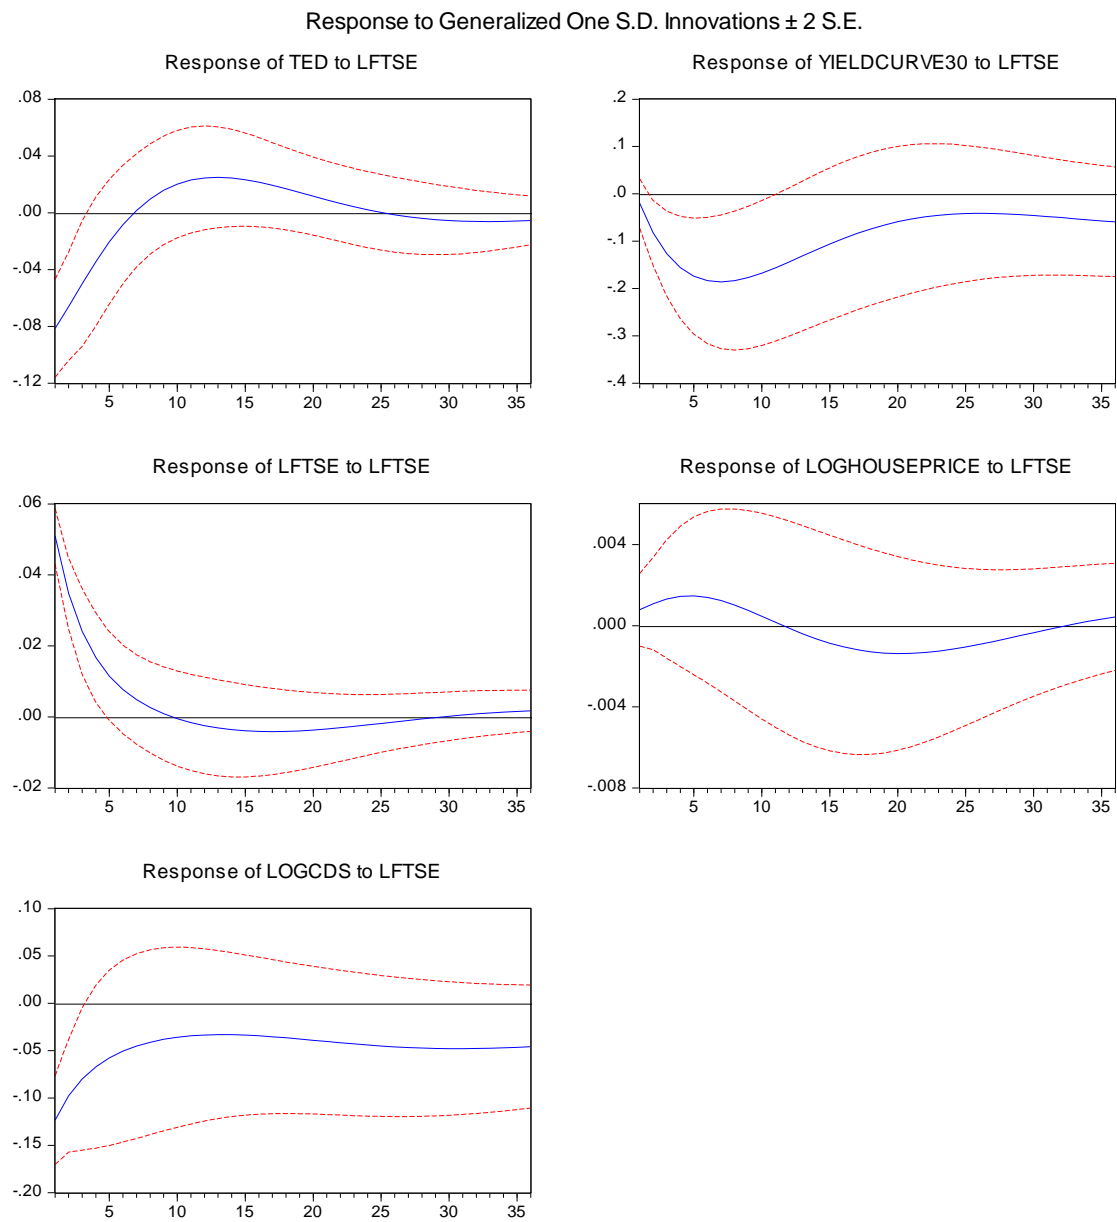 Response to Generalized One S.D. Innovations ± 2 S.E.
Response of TED to LFTSE
.08
.04
.00
-.04
-.08
-.12
5 10 15 20 25 30 35
Response of YIELDCURVE30 to LFTSE
.2
.1
.0
-.1
-.2
-.3
-.4
5 10 15 20 25 30 35
Response of LFTSE to LFTSE
.06
.04
.02
.00
-.02
5 10 15 20 25 30 35
Response of LOGHOUSEPRICE to LFTSE
.004
.000
-.004
-.008
5 10 15 20 25 30 35
Response of LOGCDS to LFTSE
.10
.05
.00
-.05
-.10
-.15
-.20
5 10 15 20 25 30 35